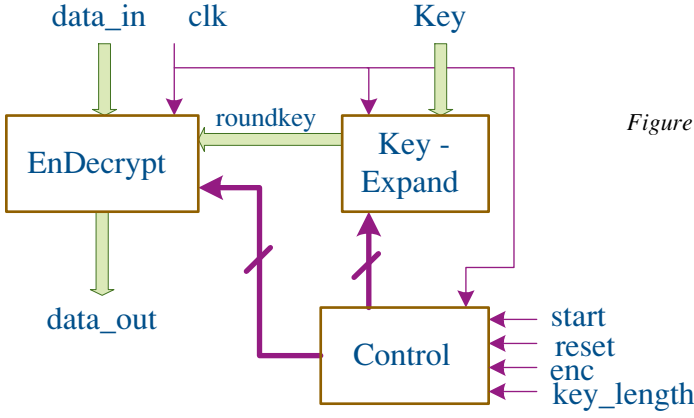 data_in clk Key
roundkey
Figure
EnDecrypt
Key -
Expand
data_out
Control
start
reset
enc
key_length